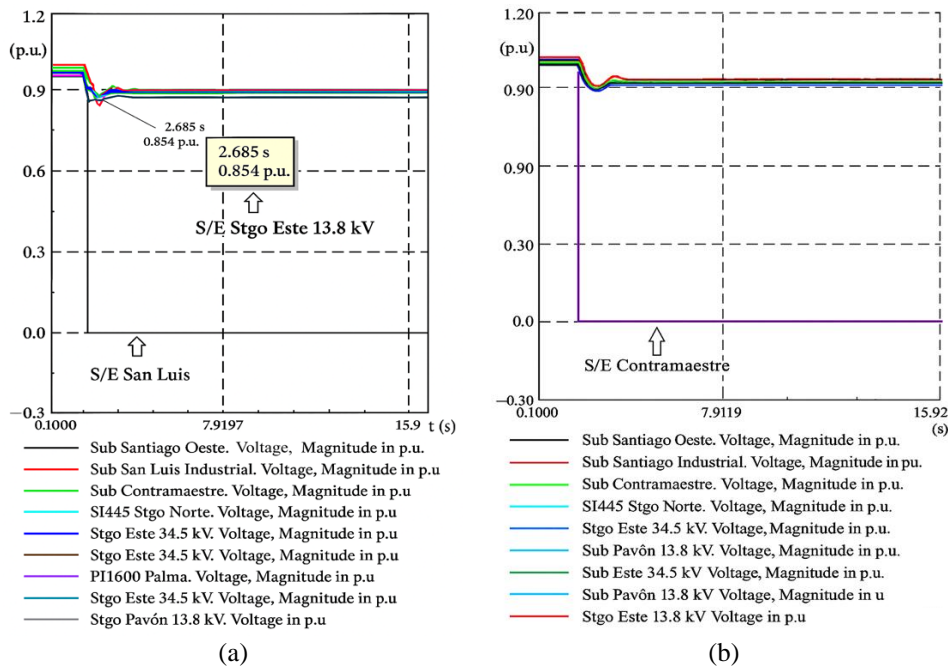 1.2
(p.u.)
0.9
0.6
0.3
0.0
−0.3
2.685 s
0.854 p.u.
2.685 s
0.854 p.u.
S/E Stgo Este 13.8 kV
S/E San Luis
0.1000 7.9197 15.9 t (s)
Sub Santiago Oeste. Voltage, Magnitude in p.u.
Sub San Luis Industrial. Voltage, Magnitude in p.u
Sub Contramaestre. Voltage, Magnitude in p.u
SI445 Stgo Norte. Voltage, Magnitude in p.u
Stgo Este 34.5 kV. Voltage, Magnitude in p.u
Stgo Este 34.5 kV. Voltage, Magnitude in p.u
PI1600 Palma. Voltage, Magnitude in p.u
Stgo Este 34.5 kV. Voltage, Magnitude in p.u
Stgo Pavón 13.8 kV. Voltage in p.u
(a)
1.20
(p.u)
0.90
0.90
0.30
0.0
−0.30
S/E Contramaestre
0.1000 7.9119 15.92
(s)
Sub Santiago Oeste. Voltage, Magnitude in p.u.
Sub Santiago Industrial. Voltage, Magnitude in pu.
Sub Contramaestre. Voltage, Magnitude in p.u.
SI445 Stgo Norte. Voltage, Magnitude in p.u.
Stgo Este 34.5 kV. Voltage, Magnitude in p.u.
Sub Pavôn 13.8 kV. Voltage, Magnitude in p.u.
Sub Este 34.5 kV Voltage, Magnitude in p.u.
Sub Pavôn 13.8 kV Voltage, Magnitude in u
Stgo Este 13.8 kV Voltage, Magnitude in p.u
(b)